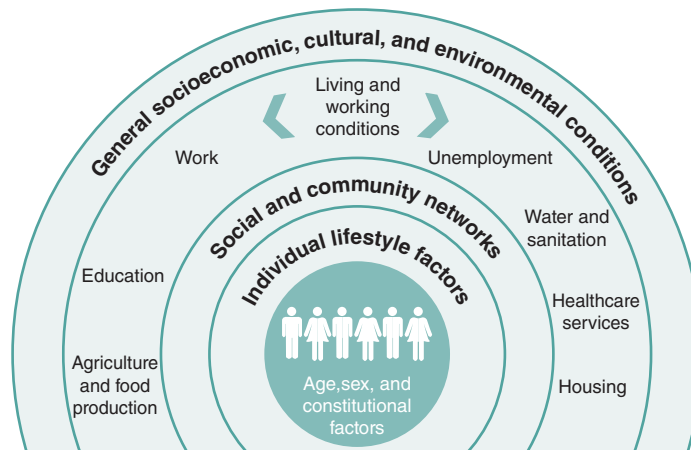 General socioeconomic, cultural, and environmental conditions
Living and
working
conditions
Work
Unemployment
Social and community networks
Water and
sanitation
Individual lifestyle factors
Education
Healthcare
services
Agriculture
and food
production
Housing
Age,sex, and
constitutional
factors